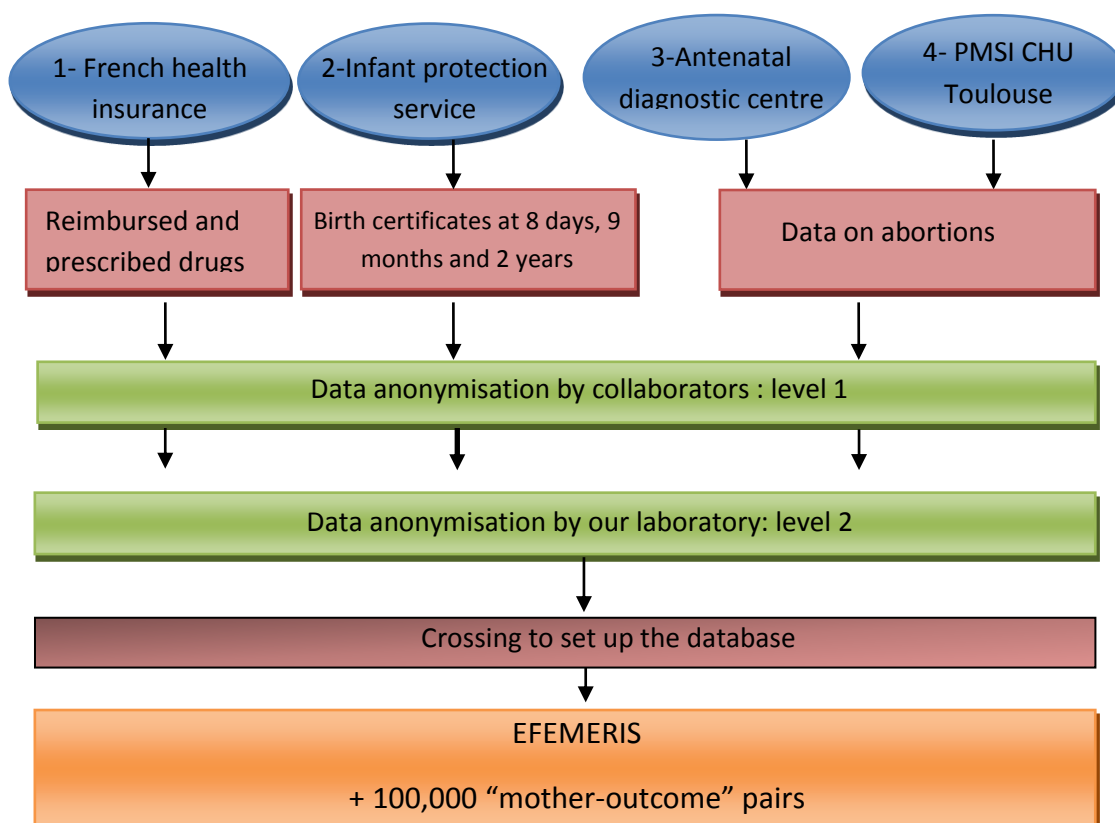 1- French health
insurance
2-Infant protection
service
3-Antenatal
diagnostic centre
4- PMSI CHU
Toulouse
Reimbursed and
prescribed drugs
Birth certificates at 8 days, 9
months and 2 years
Data on abortions
Data anonymisation by collaborators : level 1
Data anonymisation by our laboratory: level 2
Crossing to set up the database
EFEMERIS
+ 100,000 “mother-outcome” pairs